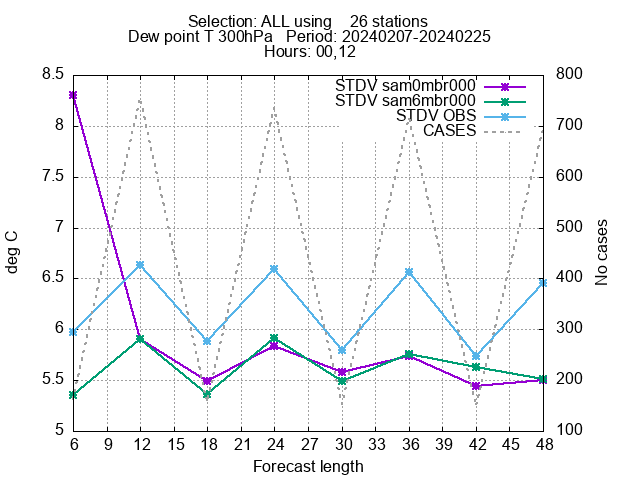 Selection: ALL using 26 stations
Dew point T 300hPa Period: 20240207-20240225
Hours: 00,12
STDV sam0mbr000
STDV sam6mbr000
STDV OBS
CASES
8.5
8
7.5
7
6.5
6
5.5
5
deg C
800
700
600
500
400
300
200
100
No cases
6 9 12 15 18 21 24 27 30 33 36 39 42 45 48
Forecast length